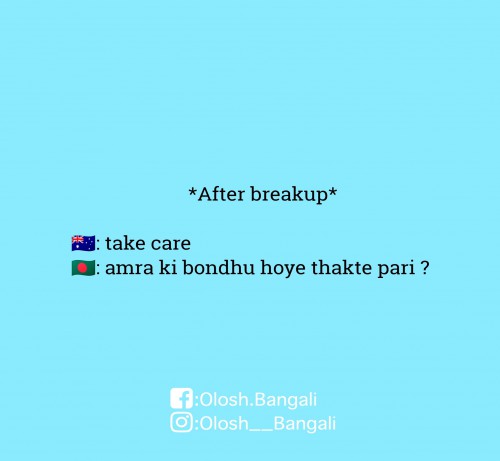 *After breakup*
🇦🇺: take care
🇧🇩: amra ki bondhu hoye thakte pari ?
:Olosh.Bangali
:Olosh__Bangali